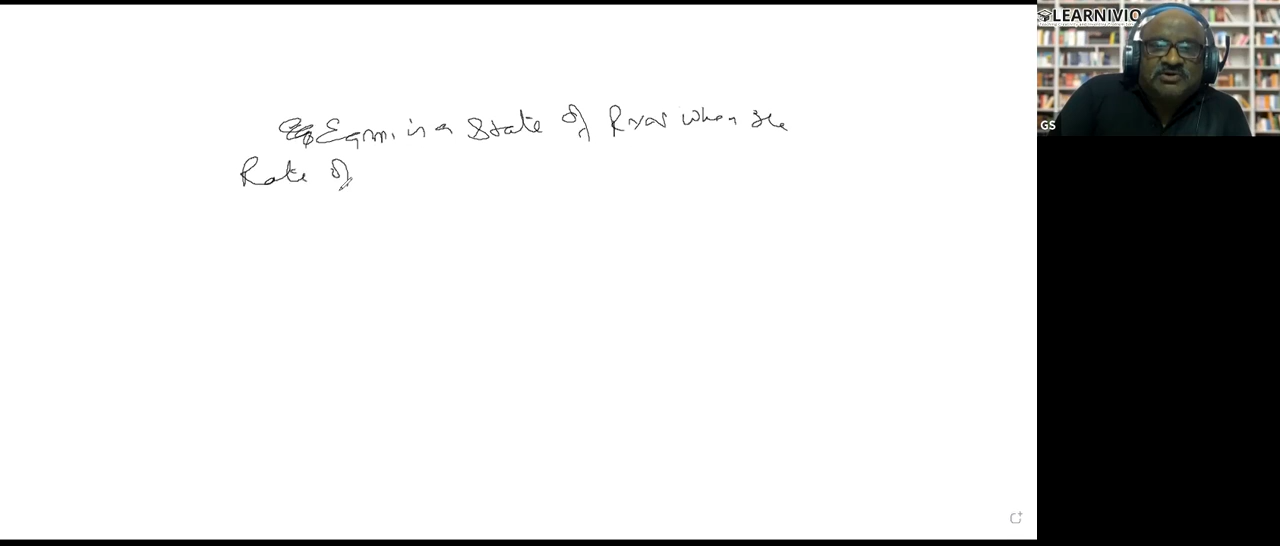 Eqm. is a State of Rxn when the
Rate of
LEARNIVIO
GS